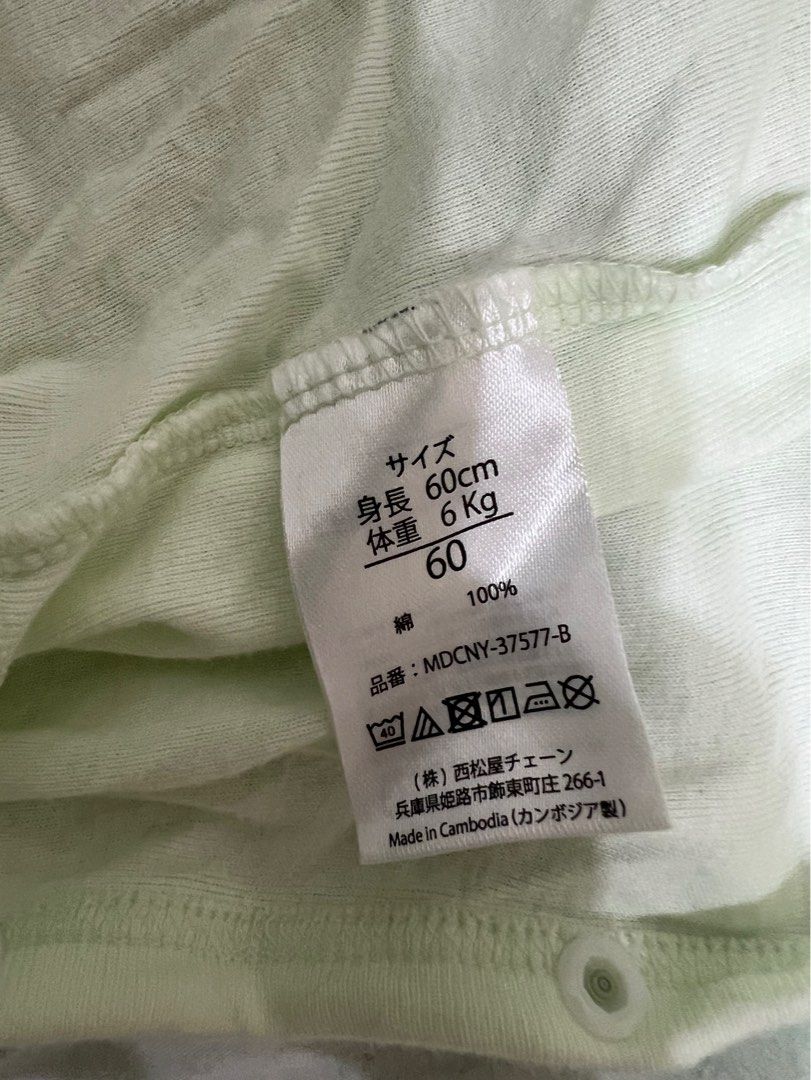 サイズ
身長 60cm
体重 6Kg
60
綿 100%
品番：MDCNY-37577-B
40
(株) 西松屋チェーン
兵庫県姫路市飾東町庄 266-1
Made in Cambodia (カンボジア製)